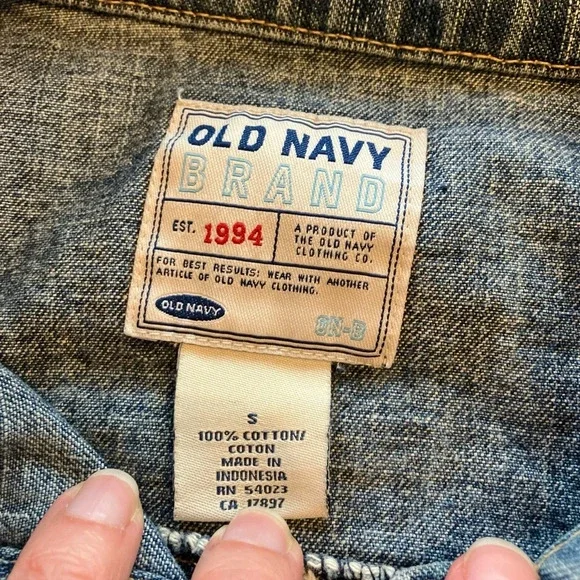 OLD NAVY
BRAND
EST. 1994
A PRODUCT OF
THE OLD NAVY
CLOTHING CO.
FOR BEST RESULTS: WEAR WITH ANOTHER
ARTICLE OF OLD NAVY CLOTHING.
OLD NAVY
ON-B
S
100% COTTON/
COTON
MADE IN
INDONESIA
RN 54023
CA 17897